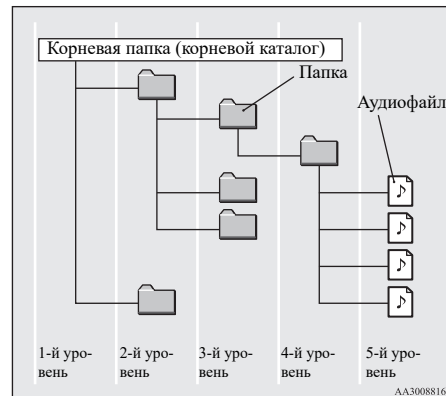 Корневая папка (корневой каталог)
Папка
Аудиофайл
1-й уро-
вень
2-й уро-
вень
3-й уро-
вень
4-й уро-
вень
5-й уро-
вень
AA3008816